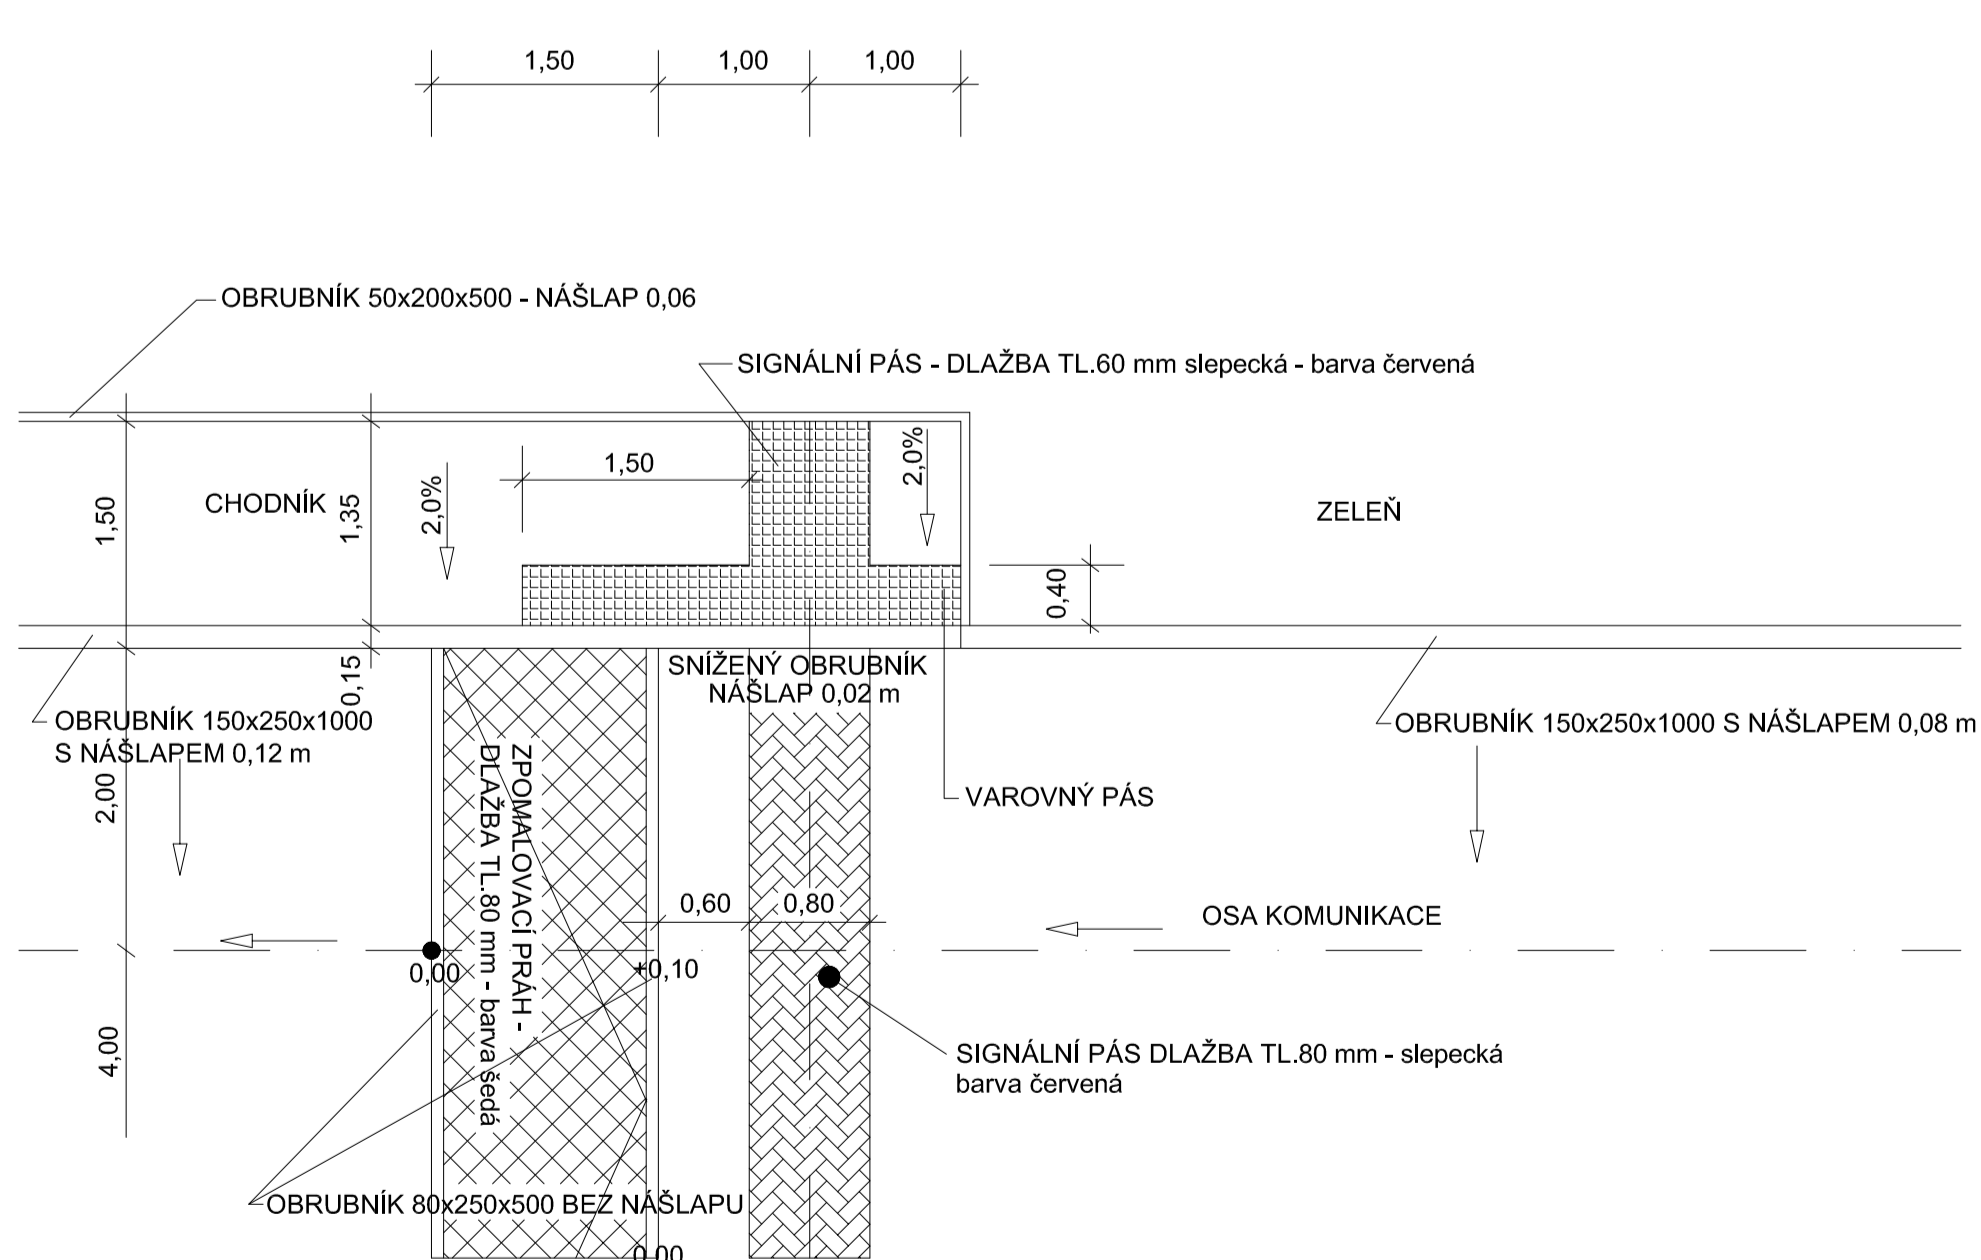 1,50
1,00
1,00
OBRUBNÍK 50x200x500 - NÁŠLAP 0,06
SIGNÁLNÍ PÁS - DLAŽBA TL.60 mm slepecká - barva červená
1,50
CHODNÍK
1,35
2,0%
1,50
2,0%
ZELEŇ
0,40
0,15
SNÍŽENÝ OBRUBNÍK
NÁŠLAP 0,02 m
OBRUBNÍK 150x250x1000
S NÁŠLAPEM 0,12 m
OBRUBNÍK 150x250x1000 S NÁŠLAPEM 0,08 m
2,00
ZPOMALOVACÍ PRÁH -
DLAŽBA TL.80 mm - barva šedá
VAROVNÝ PÁS
0,60
0,80
OSA KOMUNIKACE
0,00
+0,10
4,00
SIGNÁLNÍ PÁS DLAŽBA TL.80 mm - slepecká
barva červená
OBRUBNÍK 80x250x500 BEZ NÁŠLAPU
0,00